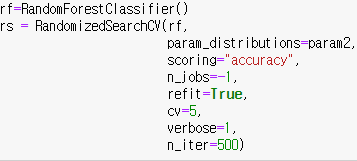 rf=RandomForestClassifier()
rs = RandomizedSearchCV(rf,
param_distributions=param2,
scoring="accuracy",
n_jobs=-1,
refit=True,
cv=5,
verbose=1,
n_iter=500)